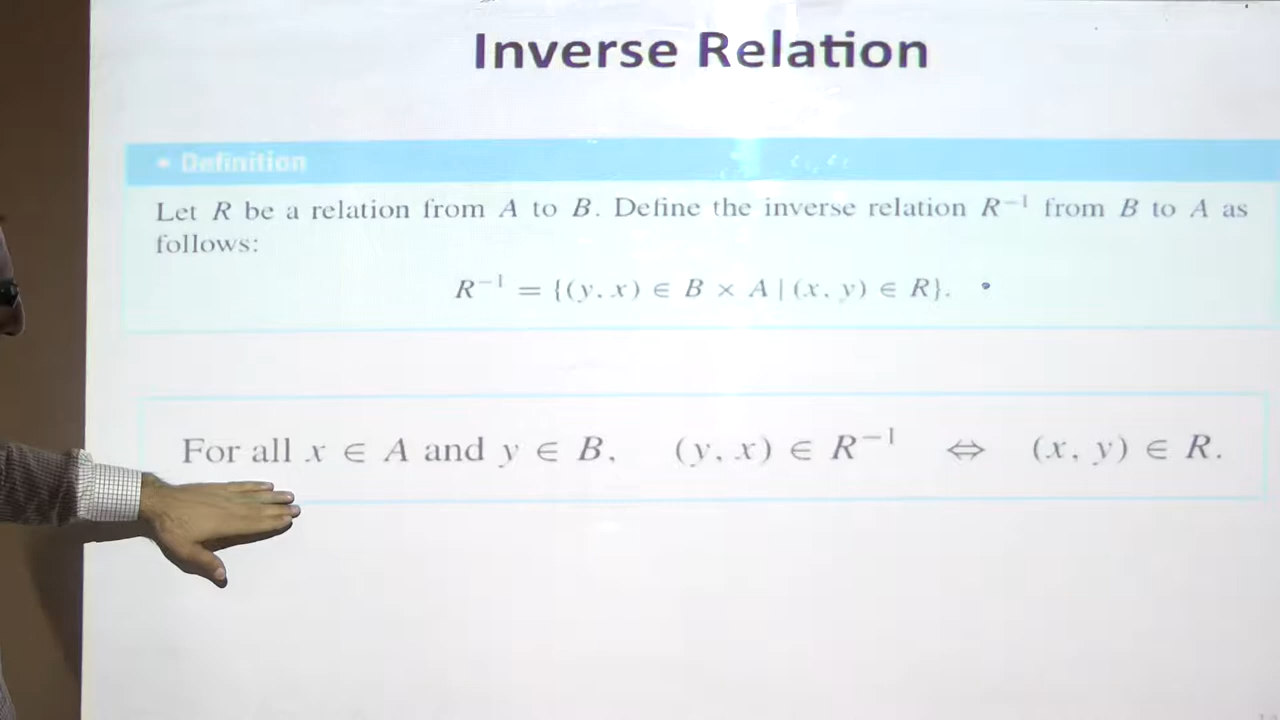 Inverse Relation
• Definition
Let R be a relation from A to B. Define the inverse relation R⁻¹ from B to A as
follows:
R⁻¹ = {(y, x) ∈ B × A | (x, y) ∈ R}.
For all x ∈ A and y ∈ B, (y, x) ∈ R⁻¹ ⇔ (x, y) ∈ R.